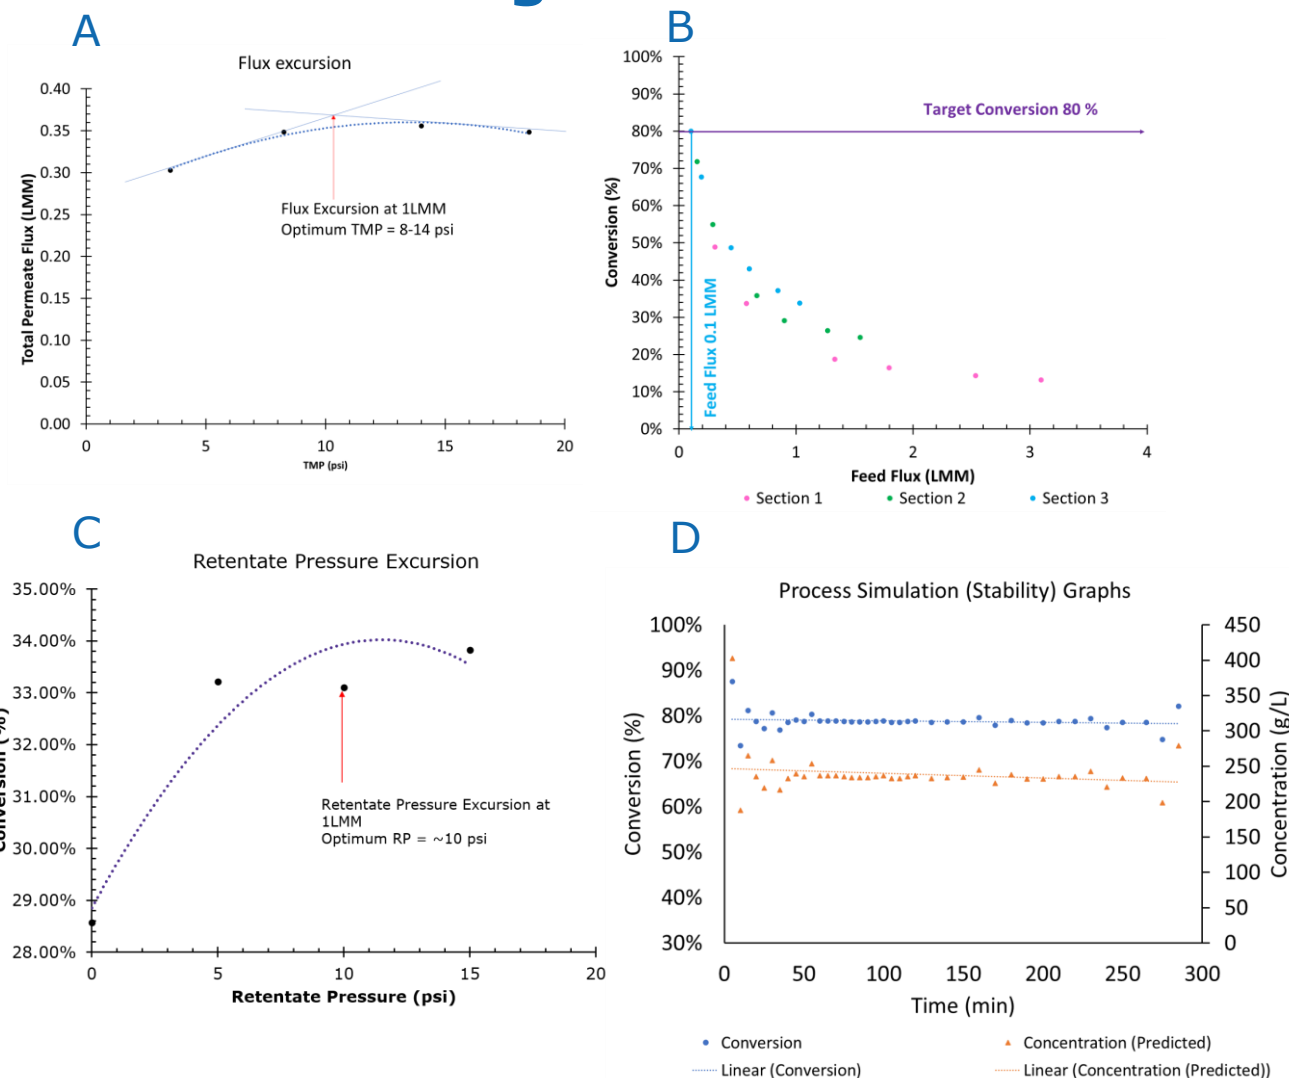 A
Flux excursion
Total Permeate Flux (LMM)
0.40
0.35
0.30
0.25
0.20
0.15
0.10
0.05
0.00
Flux Excursion at 1LMM
Optimum TMP = 8-14 psi
0 5 10 15 20
TMP (psi)
B
Conversion (%)
100%
90%
80%
70%
60%
50%
40%
30%
20%
10%
0%
Target Conversion 80 %
Feed Flux 0.1 LMM
0 1 2 3 4
Feed Flux (LMM)
Section 1 Section 2 Section 3
C
Retentate Pressure Excursion
35.00%
34.00%
33.00%
32.00%
31.00%
30.00%
29.00%
28.00%
Retentate Pressure Excursion at
1LMM
Optimum RP = ~10 psi
0 5 10 15 20
Retentate Pressure (psi)
D
Process Simulation (Stability) Graphs
Conversion (%)
100%
90%
80%
70%
60%
50%
40%
30%
450
400
350
300
250
200
150
100
50
0
Concentration (g/L)
0 50 100 150 200 250 300
Time (min)
Conversion Concentration (Predicted)
Linear (Conversion) Linear (Concentration (Predicted))